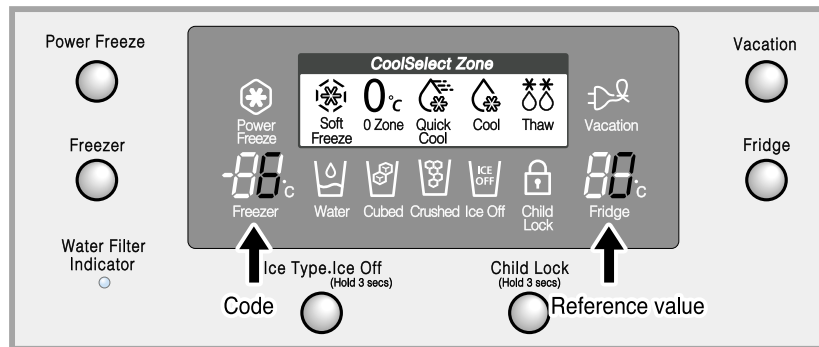 Power Freeze
Vacation
CoolSelect Zone
0°C
Power
Freeze
Soft
Freeze
0 Zone
Quick
Cool
Cool
Thaw
Vacation
Freezer
Fridge
°C
ICE
OFF
°C
Freezer
Water
Cubed
Crushed
Ice Off
Child
Lock
Fridge
Water Filter
Indicator
Ice Type.Ice Off
(Hold 3 secs)
Child Lock
(Hold 3 secs)
Code
Reference value